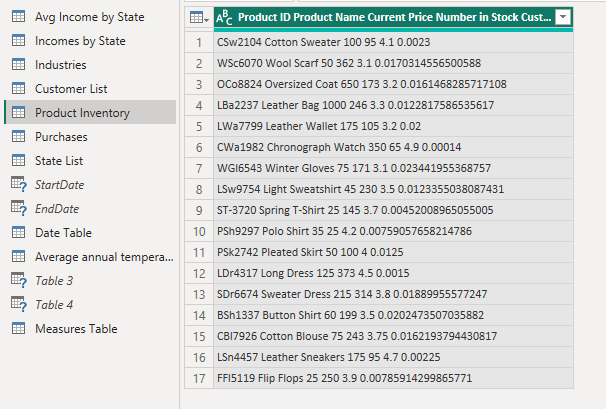 Avg Income by State
Incomes by State
Industries
Customer List
Product Inventory
Purchases
State List
StartDate
EndDate
Date Table
Average annual tempera...
Table 3
Table 4
Measures Table
ABC Product ID Product Name Current Price Number in Stock Cust...
1 CSw2104 Cotton Sweater 100 95 4.1 0.0023
2 WSc6070 Wool Scarf 50 362 3.1 0.0170314556500588
3 OCo8824 Oversized Coat 650 173 3.2 0.0161468285717108
4 LBa2237 Leather Bag 1000 246 3.3 0.0122817586535617
5 LWa7799 Leather Wallet 175 105 3.2 0.02
6 CWa1982 Chronograph Watch 350 65 4.9 0.00014
7 WGl6543 Winter Gloves 75 171 3.1 0.023441955368757
8 LSw9754 Light Sweatshirt 45 230 3.5 0.0123355038087431
9 ST-3720 Spring T-Shirt 25 145 3.7 0.00452008965055005
10 PSh9297 Polo Shirt 35 25 4.2 0.00759057658214786
11 PSk2742 Pleated Skirt 50 100 4 0.0125
12 LDr4317 Long Dress 125 373 4.5 0.0015
13 SDr6674 Sweater Dress 215 314 3.8 0.01889955577247
14 BSh1337 Button Shirt 60 199 3.5 0.0202473507035882
15 CBl7926 Cotton Blouse 75 243 3.75 0.0162193794430817
16 LSn4457 Leather Sneakers 175 95 4.7 0.00225
17 FFl5119 Flip Flops 25 250 3.9 0.00785914299865771